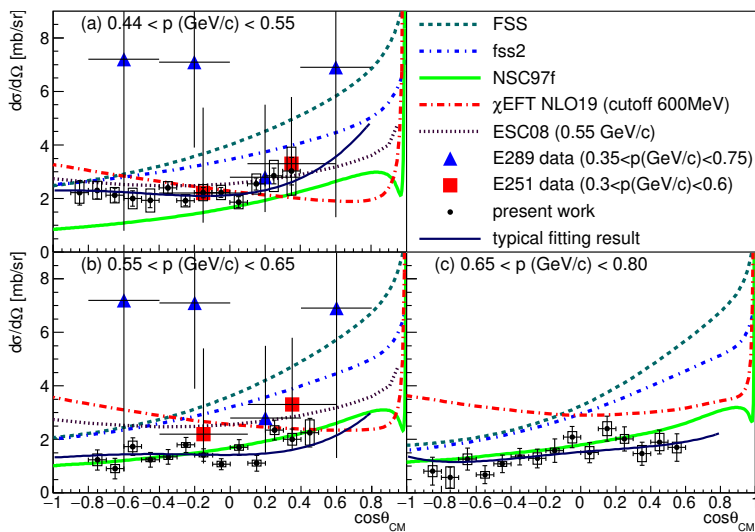 (a) 0.44 < p (GeV/c) < 0.55
dσ/dΩ [mb/sr]
8
6
4
2
0
FSS
fss2
NSC97f
χEFT NLO19 (cutoff 600MeV)
ESC08 (0.55 GeV/c)
E289 data (0.35<p(GeV/c)<0.75)
E251 data (0.3<p(GeV/c)<0.6)
present work
typical fitting result
(b) 0.55 < p (GeV/c) < 0.65
dσ/dΩ [mb/sr]
8
6
4
2
0
−1 −0.8 −0.6 −0.4 −0.2 0 0.2 0.4 0.6 0.8
cosθCM
(c) 0.65 < p (GeV/c) < 0.80
−1 −0.8 −0.6 −0.4 −0.2 0 0.2 0.4 0.6 0.8 1
cosθCM